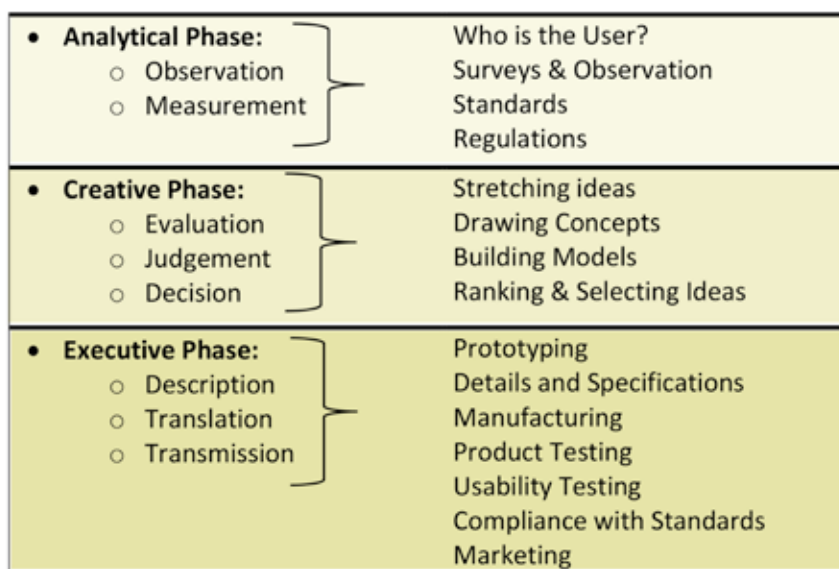 • Analytical Phase:
○ Observation
○ Measurement
Who is the User?
Surveys & Observation
Standards
Regulations
• Creative Phase:
○ Evaluation
○ Judgement
○ Decision
Stretching ideas
Drawing Concepts
Building Models
Ranking & Selecting Ideas
• Executive Phase:
○ Description
○ Translation
○ Transmission
Prototyping
Details and Specifications
Manufacturing
Product Testing
Usability Testing
Compliance with Standards
Marketing